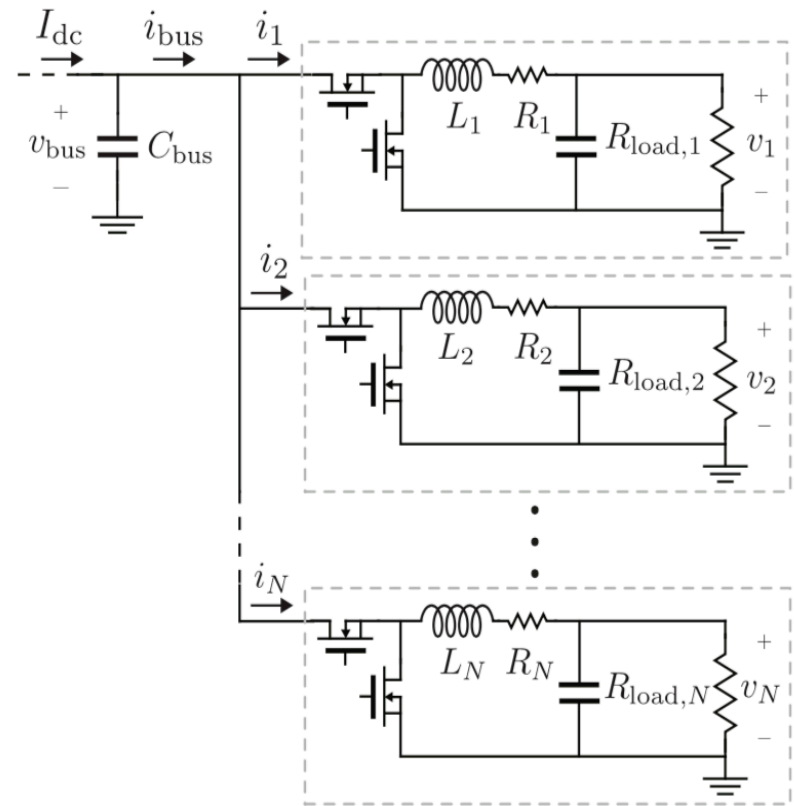 I_dc i_bus i_1
+ +
v_bus C_bus L_1 R_1 R_load,1 v_1
− −
i_2
+
L_2 R_2 R_load,2 v_2
−
i_N
+
L_N R_N R_load,N v_N
−